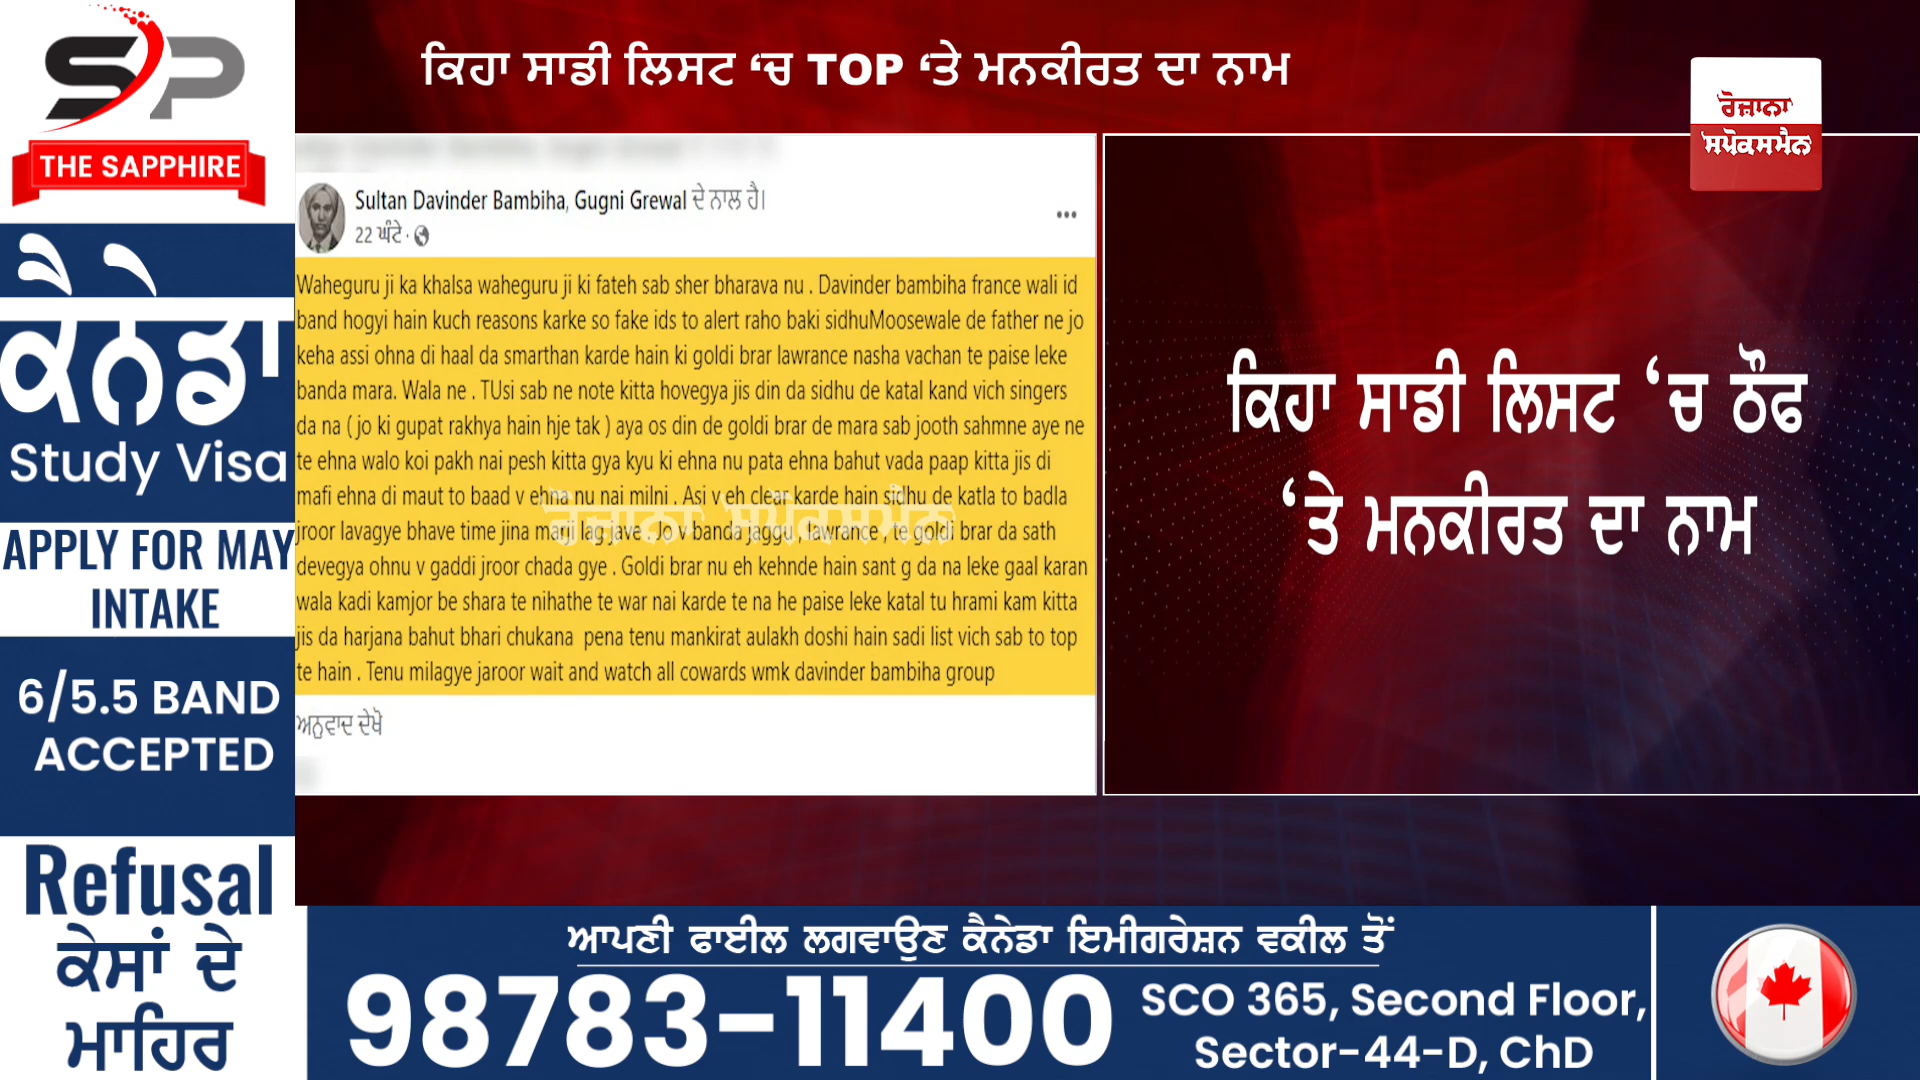 SP
THE SAPPHIRE
ਕੈਨੇਡਾ
Study Visa
APPLY FOR MAY
INTAKE
6/5.5 BAND
ACCEPTED
Refusal
ਕੇਸਾਂ ਦੇ
ਮਾਹਿਰ
ਕਿਹਾ ਸਾਡੀ ਲਿਸਟ ‘ਚ TOP ‘ਤੇ ਮਨਕੀਰਤ ਦਾ ਨਾਮ
ਰੋਜ਼ਾਨਾ
ਸਪੋਕਸਮੈਨ
Sultan Davinder Bambiha, Gugni Grewal ਦੇ ਨਾਲ ਹੈ।
22 ਘੰਟੇ ·
Waheguru ji ka khalsa waheguru ji ki fateh sab sher bharava nu . Davinder bambiha france wali id
band hogyi hain kuch reasons karke so fake ids to alert raho baki sidhuMoosewale de father ne jo
keha assi ohna di haal da smarthan karde hain ki goldi brar lawrance nasha vachan te paise leke
banda mara. Wala ne . TUsi sab ne note kitta hovegya jis din da sidhu de katal kand vich singers
da na ( jo ki gupat rakhya hain hje tak ) aya os din de goldi brar de mara sab jooth sahmne aye ne
te ehna walo koi pakh nai pesh kitta gya kyu ki ehna nu pata ehna bahut vada paap kitta jis di
mafi ehna di maut to baad v ehna nu nai milni . Asi v eh clear karde hain sidhu de katla to badla
jroor lavagye bhave time jina marji lag jave . Jo v banda jaggu , lawrance , te goldi brar da sath
devegya ohnu v gaddi jroor chada gye . Goldi brar nu eh kehnde hain sant g da na leke gaal karan
wala kadi kamjor be shara te nihathe te war nai karde te na he paise leke katal tu hrami kam kitta
jis da harjana bahut bhari chukana  pena tenu mankirat aulakh doshi hain sadi list vich sab to top
te hain . Tenu milagye jaroor wait and watch all cowards wmk davinder bambiha group
ਰੋਜ਼ਾਨਾ ਸਪੋਕਸਮੈਨ
ਅਨੁਵਾਦ ਦੇਖੋ
ਕਿਹਾ ਸਾਡੀ ਲਿਸਟ ‘ਚ ਠੌਫ
‘ਤੇ ਮਨਕੀਰਤ ਦਾ ਨਾਮ
ਆਪਣੀ ਫਾਈਲ ਲਗਵਾਉਣ ਕੈਨੇਡਾ ਇਮੀਗਰੇਸ਼ਨ ਵਕੀਲ ਤੋਂ
98783-11400
SCO 365, Second Floor,
Sector-44-D, ChD